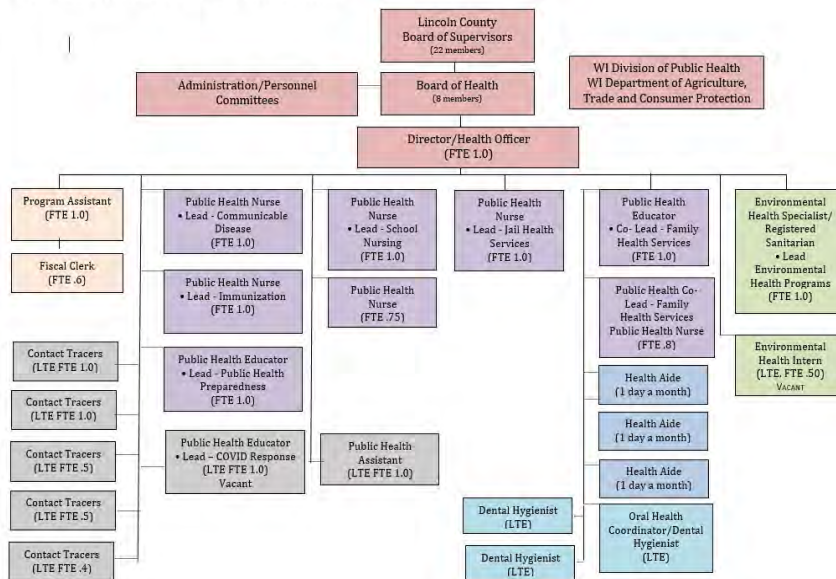 Lincoln County
Board of Supervisors
(22 members)
Administration/Personnel
Committees
Board of Health
(8 members)
WI Division of Public Health
WI Department of Agriculture,
Trade and Consumer Protection
Director/Health Officer
(FTE 1.0)
Program Assistant
(FTE 1.0)
Fiscal Clerk
(FTE .6)
Public Health Nurse
• Lead - Communicable
Disease
(FTE 1.0)
Public Health Nurse
• Lead - Immunization
(FTE 1.0)
Public Health Educator
• Lead - Public Health
Preparedness
(FTE 1.0)
Public Health Educator
• Lead – COVID Response
(LTE FTE 1.0)
Vacant
Public Health
Nurse
• Lead - School
Nursing
(FTE 1.0)
Public Health
Nurse
(FTE .75)
Public Health
Assistant
(LTE FTE 1.0)
Public Health
Nurse
• Lead - Jail Health
Services
(FTE 1.0)
Public Health
Educator
• Co-Lead - Family
Health Services
(FTE 1.0)
Public Health Co-
Lead - Family
Health Services
Public Health Nurse
(FTE .8)
Health Aide
(1 day a month)
Health Aide
(1 day a month)
Health Aide
(1 day a month)
Oral Health
Coordinator/Dental
Hygienist
(LTE)
Dental Hygienist
(LTE)
Dental Hygienist
(LTE)
Environmental
Health Specialist/
Registered
Sanitarian
• Lead
Environmental
Health Programs
(FTE 1.0)
Environmental
Health Intern
(LTE. FTE .50)
VACANT
Contact Tracers
(LTE FTE 1.0)
Contact Tracers
(LTE FTE 1.0)
Contact Tracers
(LTE FTE .5)
Contact Tracers
(LTE FTE .5)
Contact Tracers
(LTE FTE .4)